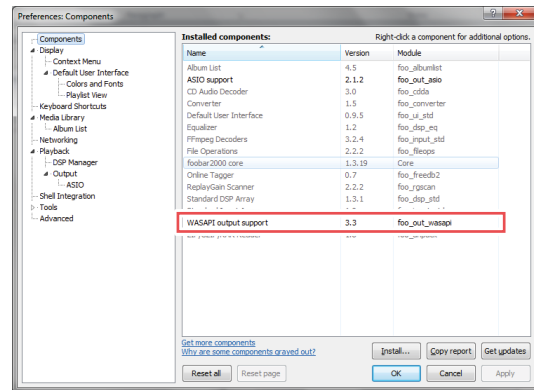 Preferences: Components
Components
Display
Context Menu
Default User Interface
Colors and Fonts
Playlist View
Keyboard Shortcuts
Media Library
Album List
Networking
Playback
DSP Manager
Output
ASIO
Shell Integration
Tools
Advanced
Installed components: Right-click a component for additional options.
Name Version Module
Album List 4.5 foo_albumlist
ASIO support 2.1.2 foo_out_asio
CD Audio Decoder 3.0 foo_cdda
Converter 1.5 foo_converter
Default User Interface 0.9.5 foo_ui_std
Equalizer 1.2 foo_dsp_eq
FFmpeg Decoders 3.2.4 foo_input_std
File Operations 2.2.2 foo_fileops
foobar2000 core 1.3.19 Core
Online Tagger 0.7 foo_freedb2
ReplayGain Scanner 2.2.2 foo_rgscan
Standard DSP Array 1.3.1 foo_dsp_std
WASAPI output support 3.3 foo_out_wasapi
Get more components
Why are some components grayed out?
Install... Copy report Get updates
Reset all Reset page OK Cancel Apply